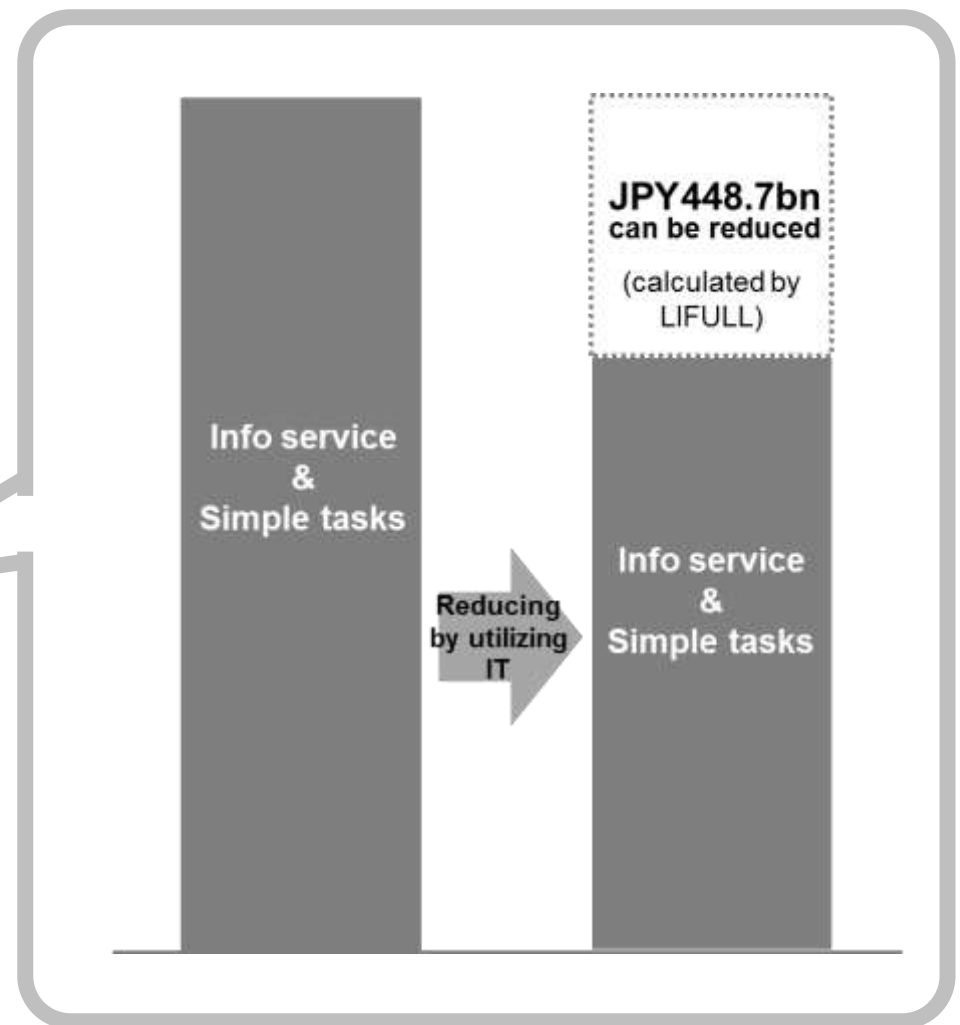 JPY448.7bn
can be reduced
(calculated by
LIFULL)
Info service
&
Simple tasks
Reducing
by utilizing
IT
Info service
&
Simple tasks